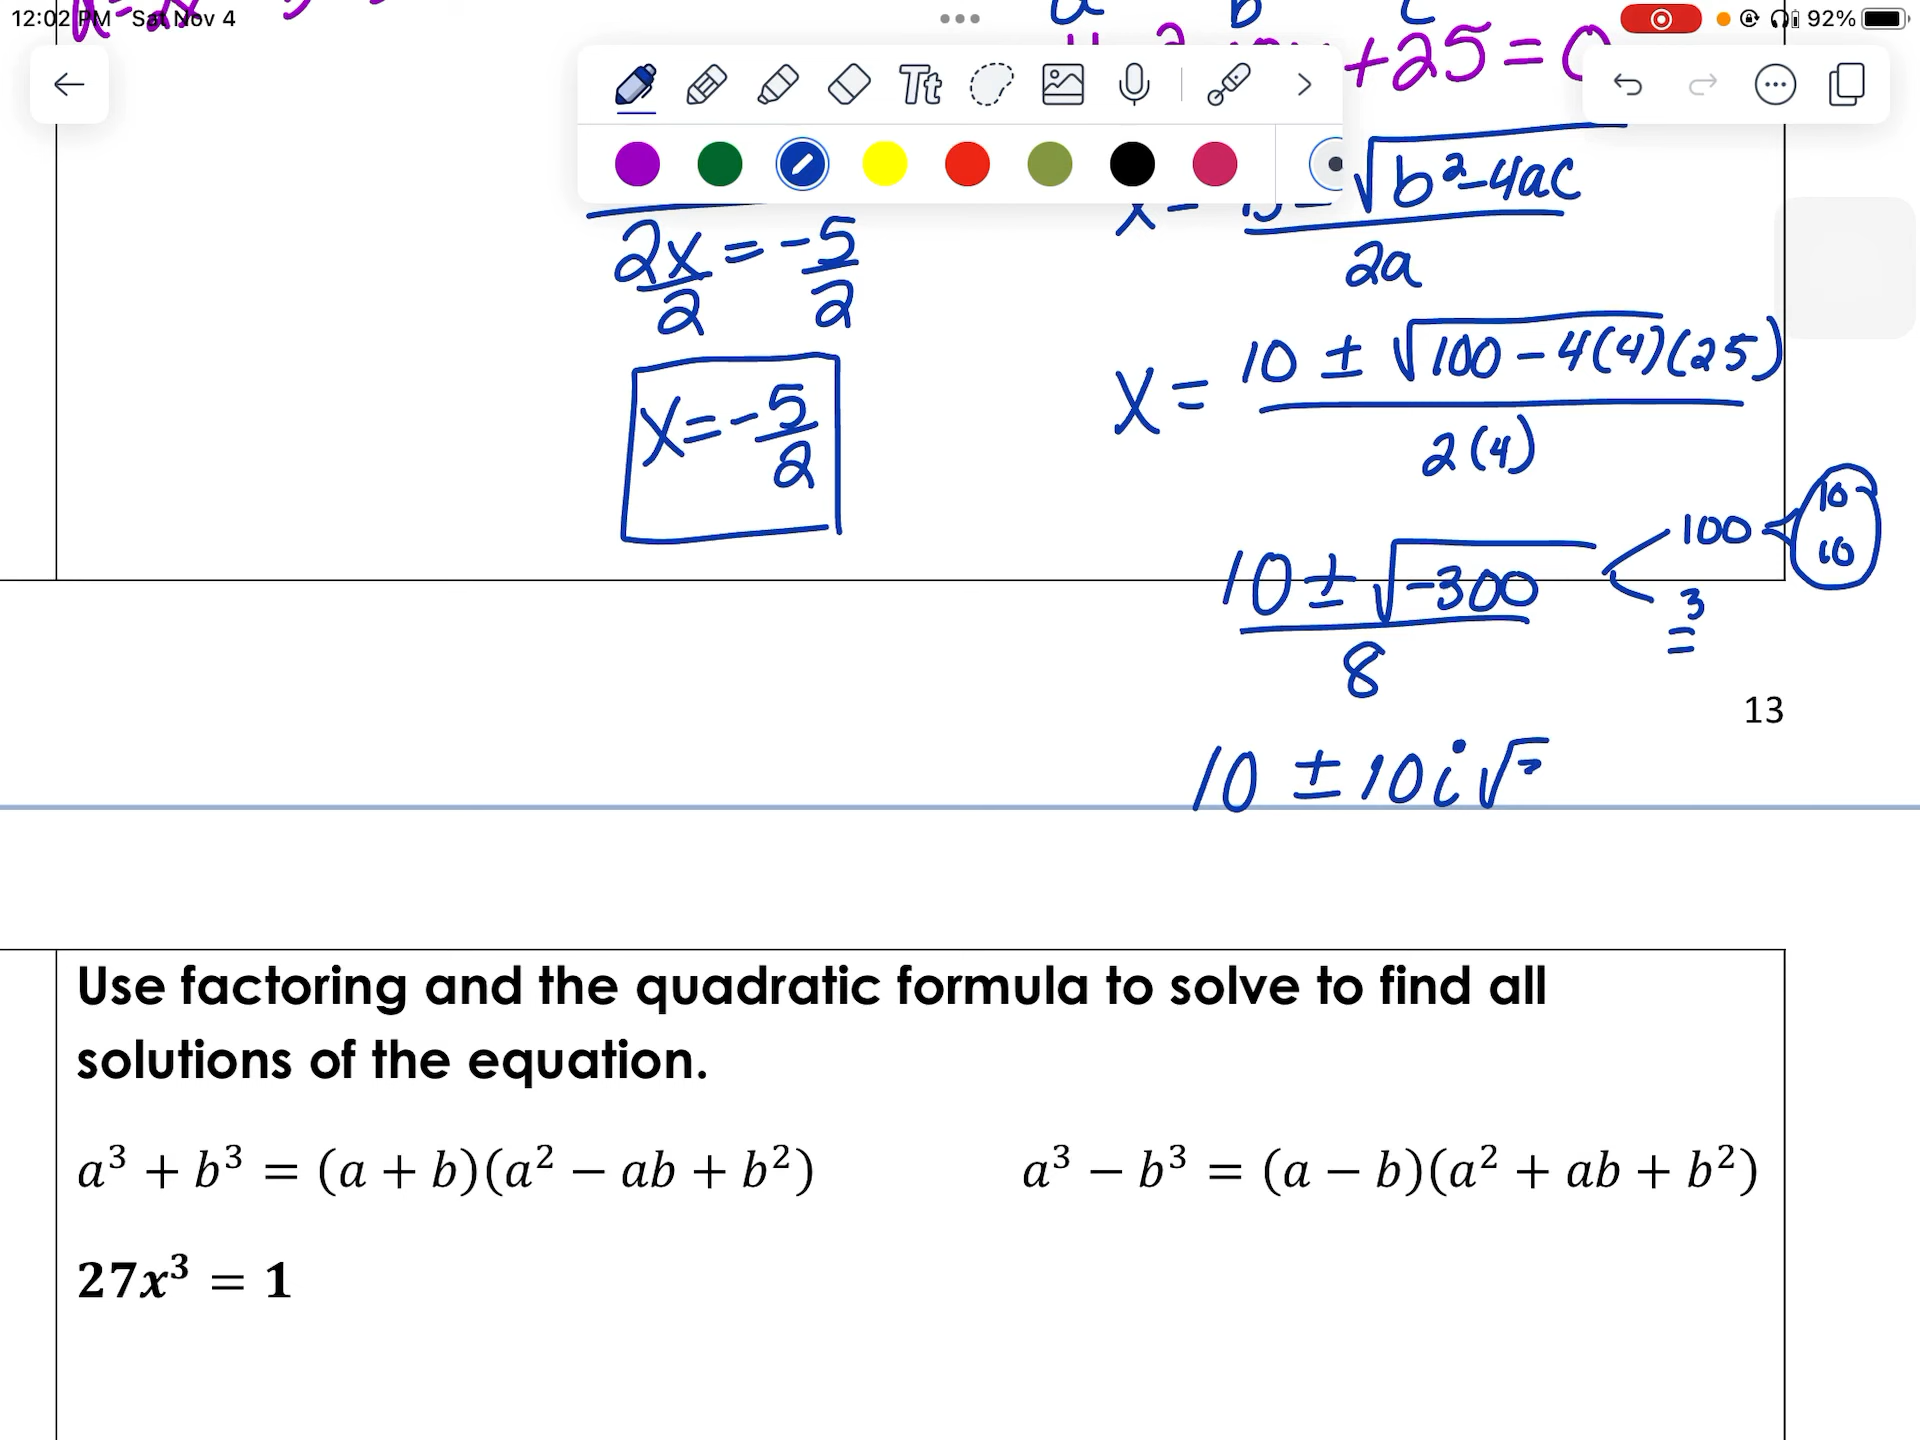 12:02 PM Sat Nov 4
92%
a b c
+25=0
Tt
√b²-4ac
x=
2a
2x/2 = -5/2
x = 10 ± √100-4(4)(25) / 2(4)
x=-5/2
100 10 10
10 ± √-300 / 8
3
13
10 ± 10i√
Use factoring and the quadratic formula to solve to find all
solutions of the equation.
a³ + b³ = (a + b)(a² − ab + b²) a³ − b³ = (a − b)(a² + ab + b²)
27x³ = 1